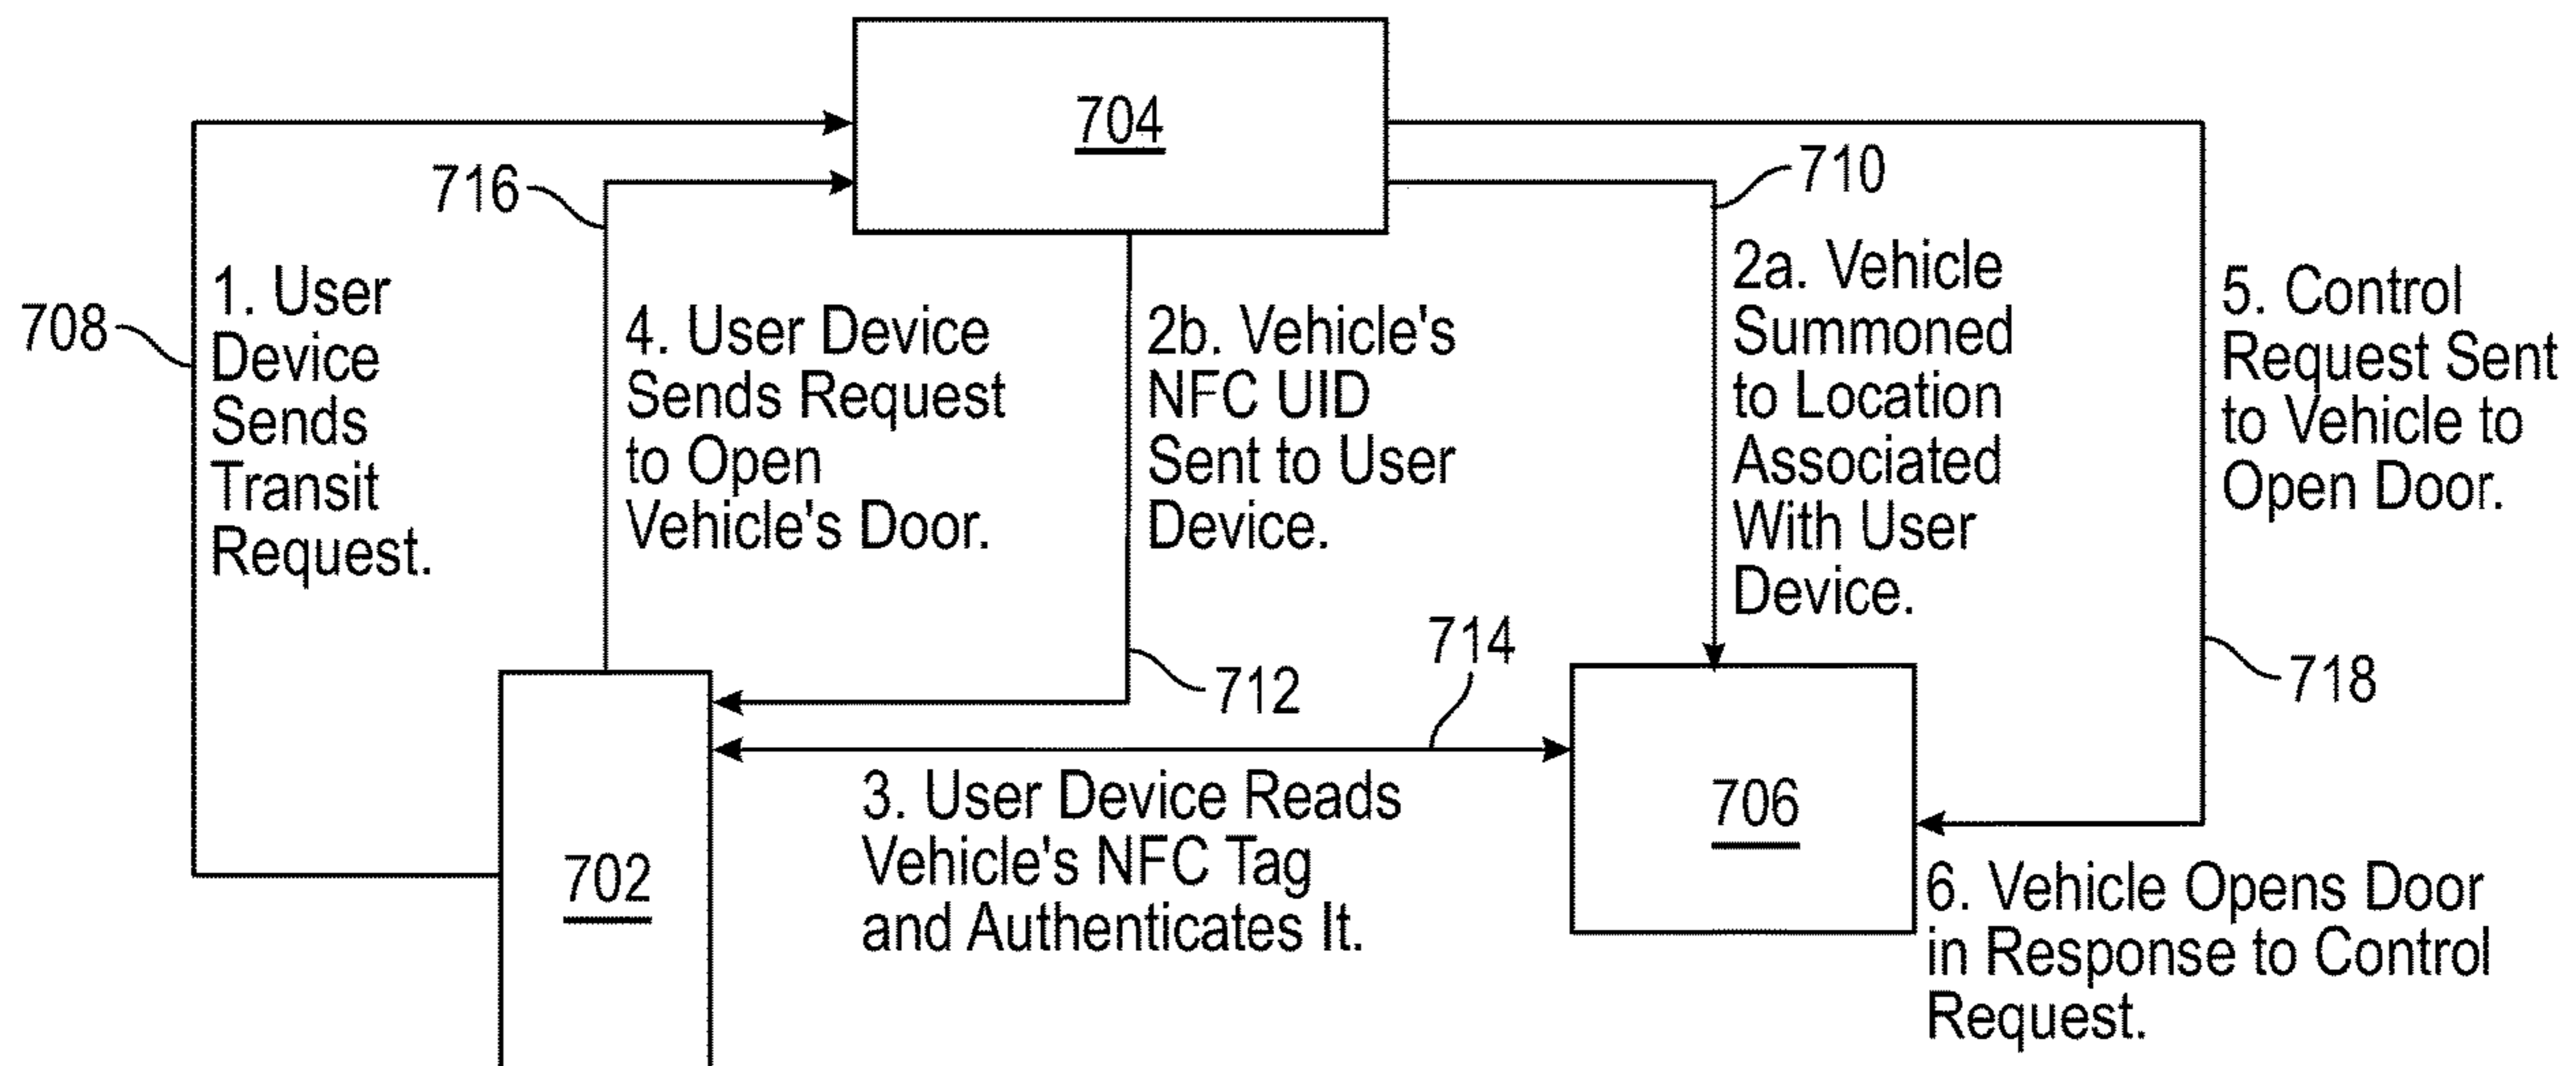 704
716
710
708
1. User
Device
Sends
Transit
Request.
4. User Device
Sends Request
to Open
Vehicle's Door.
2b. Vehicle's
NFC UID
Sent to User
Device.
2a. Vehicle
Summoned
to Location
Associated
With User
Device.
5. Control
Request Sent
to Vehicle to
Open Door.
712
714
718
702
3. User Device Reads
Vehicle's NFC Tag
and Authenticates It.
706
6. Vehicle Opens Door
in Response to Control
Request.